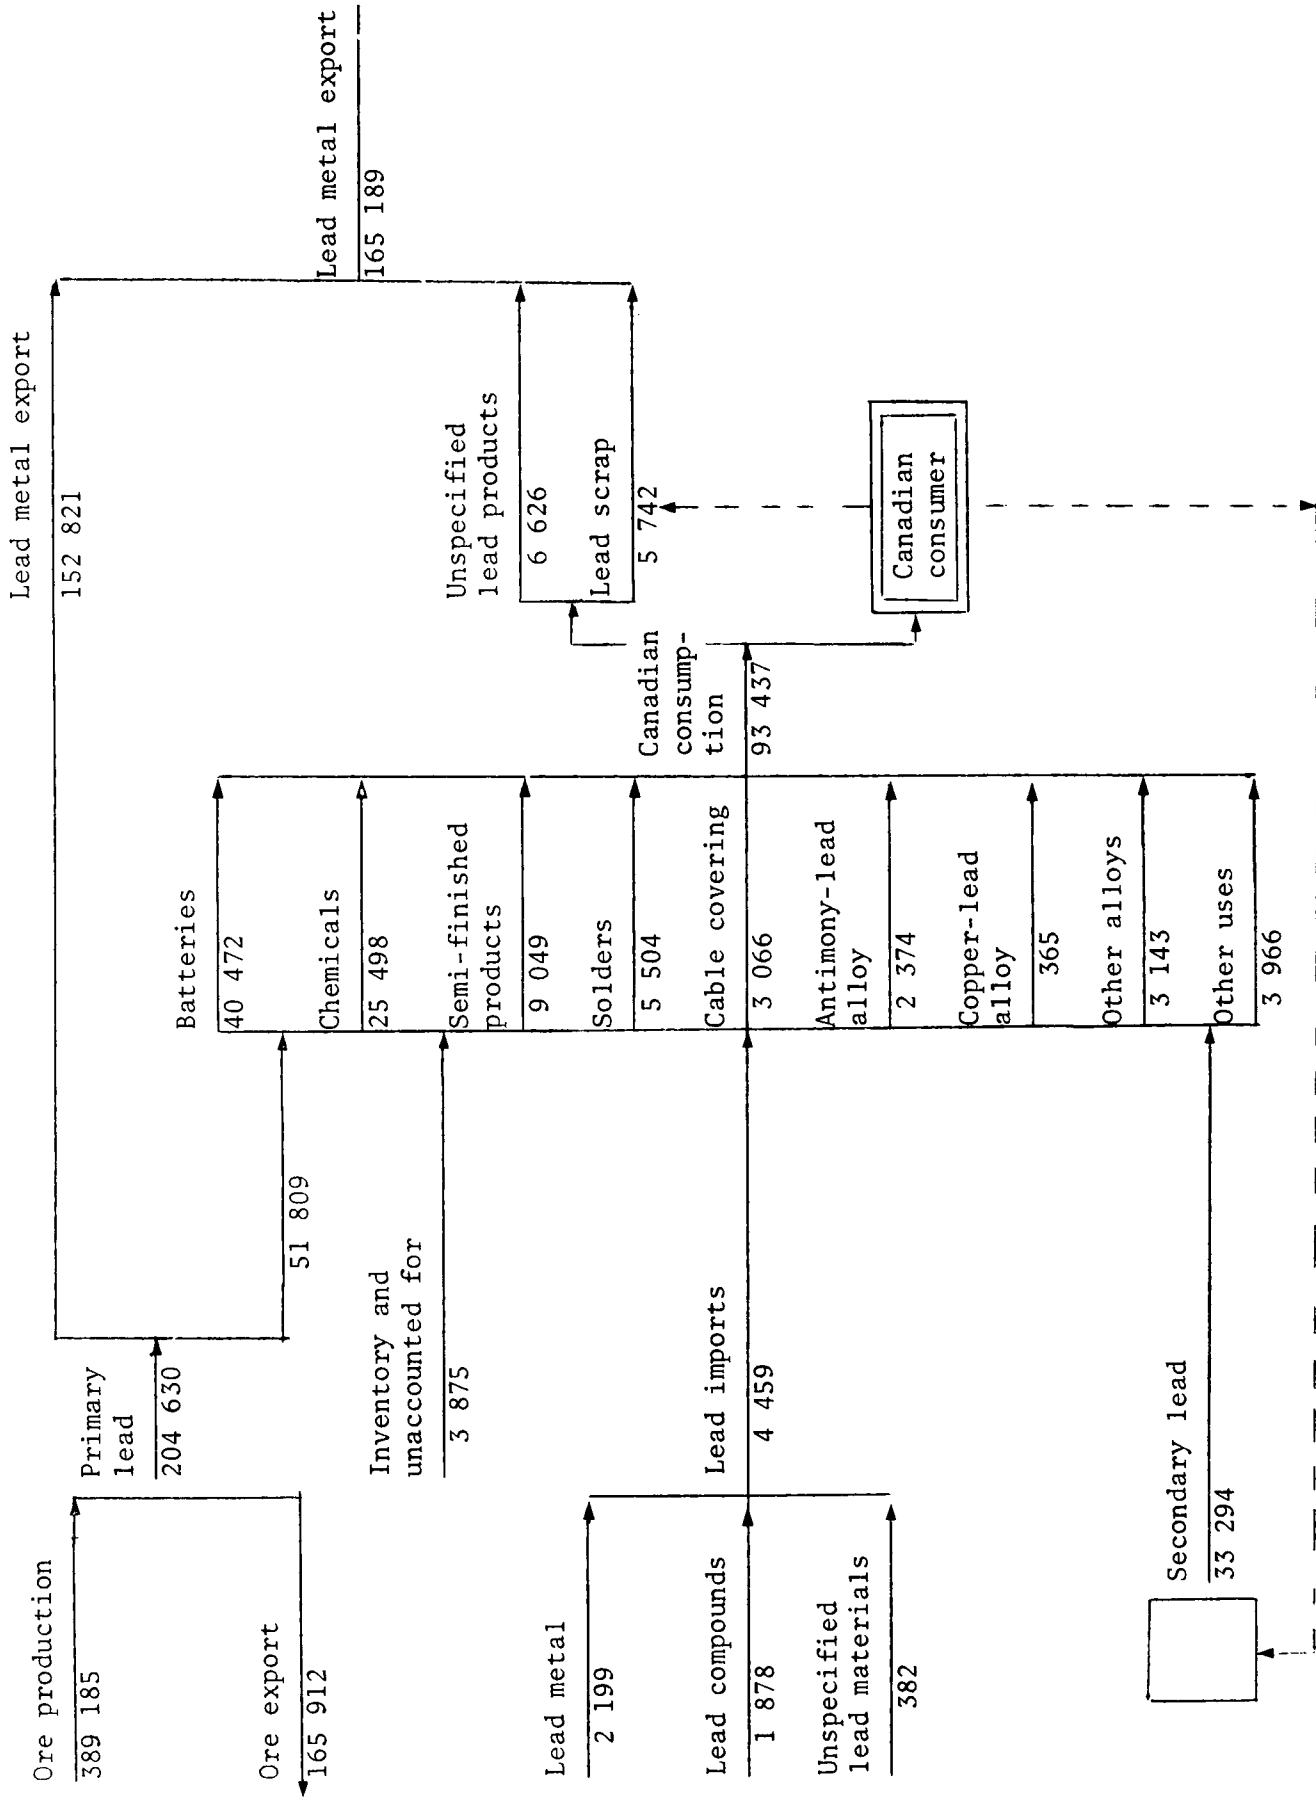 Ore production
389 185
Ore export
165 912
Primary
lead
204 630
Lead metal export
152 821
51 809
Inventory and
unaccounted for
3 875
Lead metal
2 199
Lead compounds
1 878
Unspecified
lead materials
382
Lead imports
4 459
Secondary lead
33 294
Batteries
40 472
Chemicals
25 498
Semi-finished
products
9 049
Solders
5 504
Cable covering
3 066
Antimony-lead
alloy
2 374
Copper-lead
alloy
365
Other alloys
3 143
Other uses
3 966
Canadian
consump-
tion
93 437
Unspecified
lead products
6 626
Lead scrap
5 742
Canadian
consumer
Lead metal export
165 189